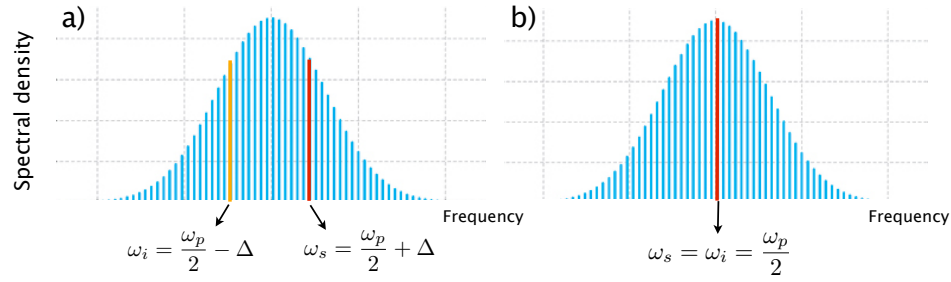 a)
b)
Spectral density
Frequency
Frequency
ω_i = ω_p/2 − Δ
ω_s = ω_p/2 + Δ
ω_s = ω_i = ω_p/2